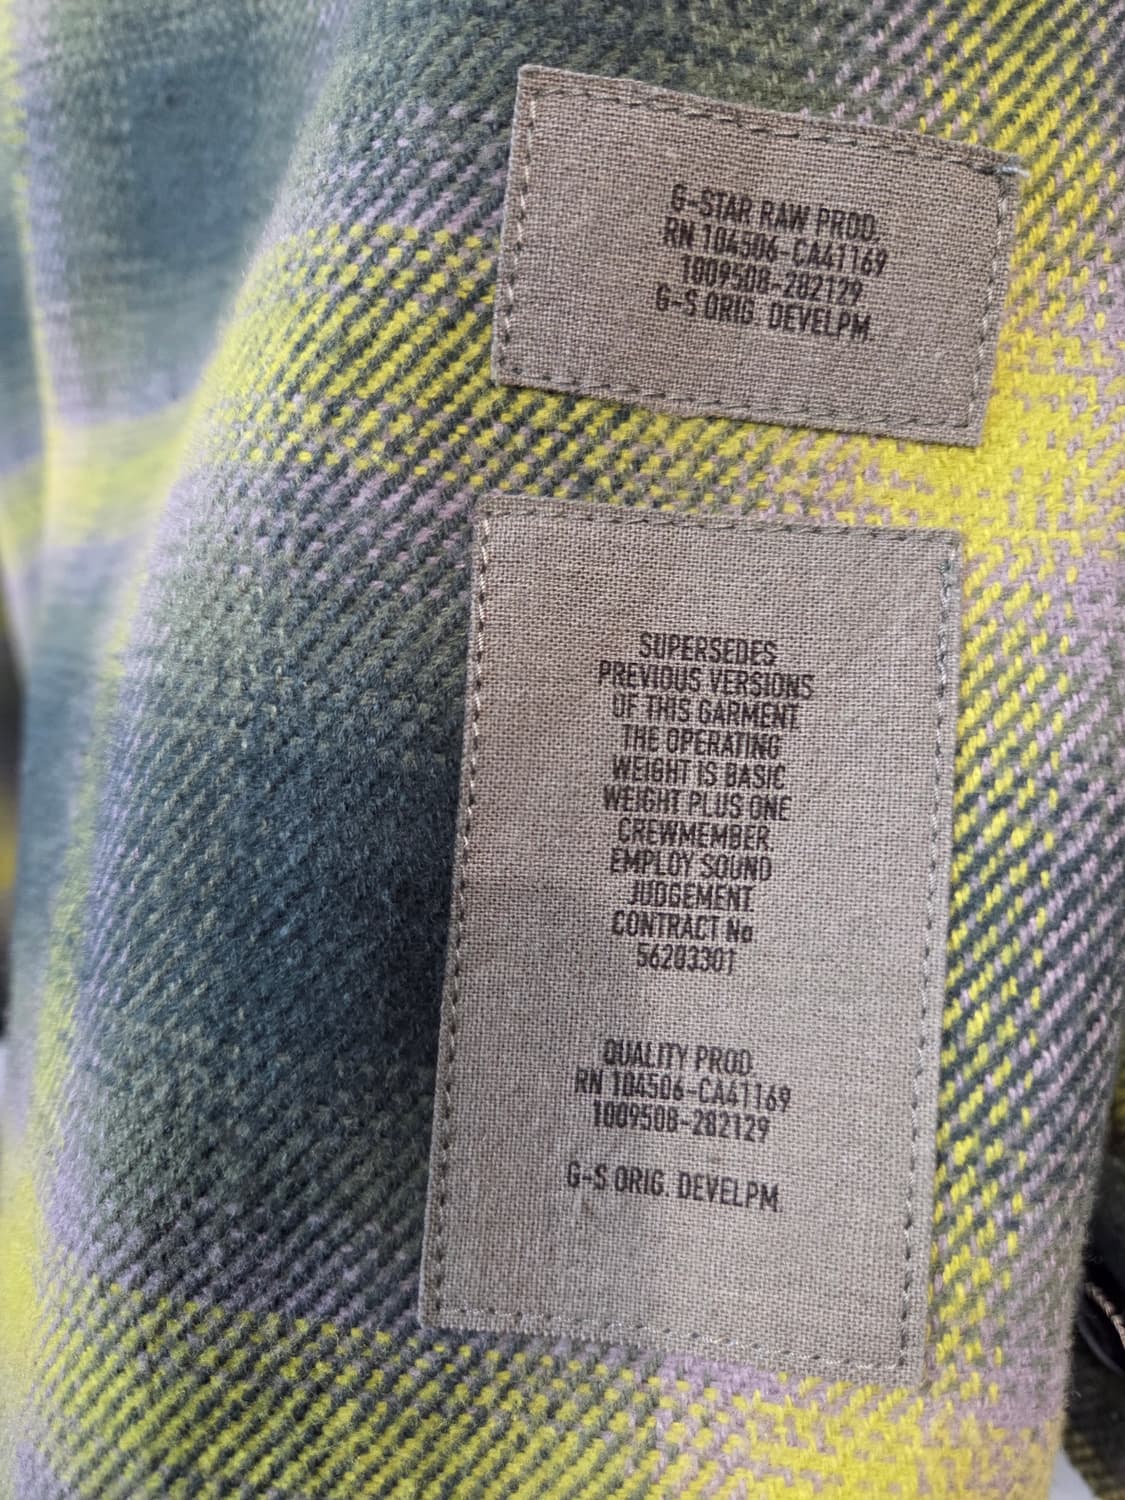 G-STAR RAW PROD.
RN 104506-CA41169
1009508-282129
G-S ORIG. DEVELPM.
SUPERSEDES
PREVIOUS VERSIONS
OF THIS GARMENT.
THE OPERATING
WEIGHT IS BASIC
WEIGHT PLUS ONE
CREWMEMBER.
EMPLOY SOUND
JUDGEMENT.
CONTRACT No
56203301
QUALITY PROD.
RN 104506-CA41169
1009508-282129
G-S ORIG. DEVELPM.